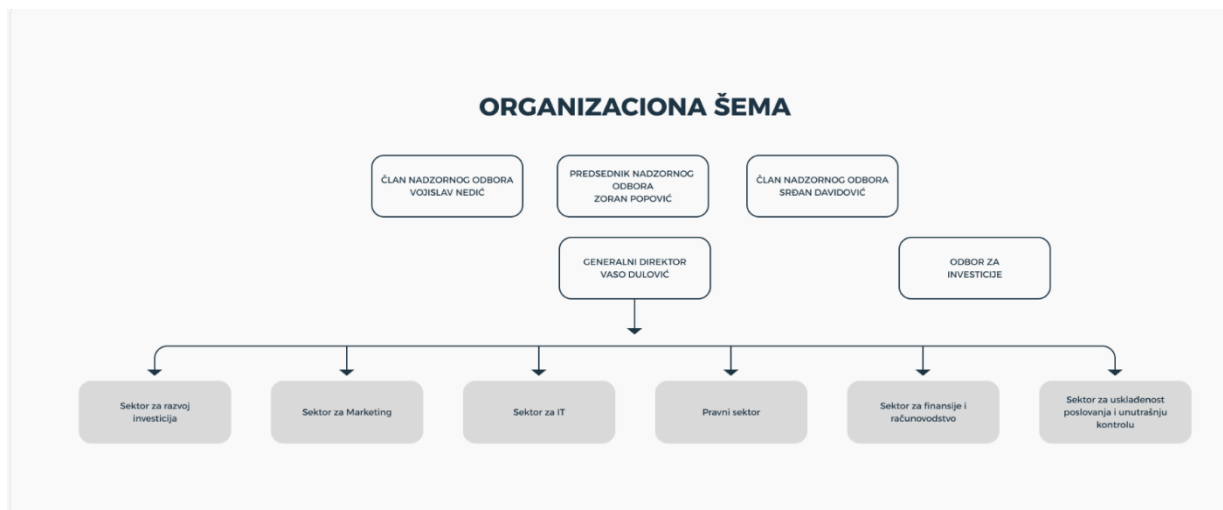 ORGANIZACIONA ŠEMA
ČLAN NADZORNOG ODBORA
VOJISLAV NEDIĆ
PREDSEDNIK NADZORNOG
ODBORA
ZORAN POPOVIĆ
ČLAN NADZORNOG ODBORA
SRĐAN DAVIDOVIĆ
GENERALNI DIREKTOR
VASO DULOVIĆ
ODBOR ZA
INVESTICIJE
Sektor za razvoj
investicija
Sektor za Marketing
Sektor za IT
Pravni sektor
Sektor za finansije i
računovodstvo
Sektor za usklađenost
poslovanja i unutrašnju
kontrolu